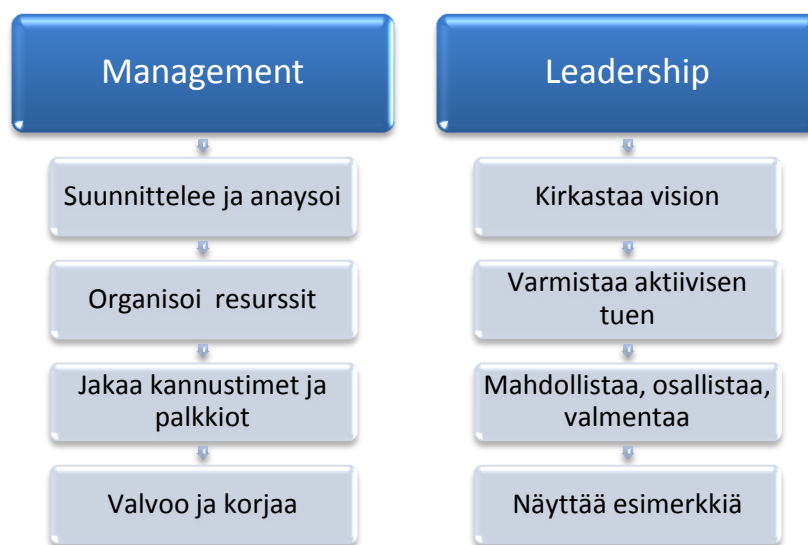 Management
Suunnittelee ja anaysoi
Organisoi resurssit
Jakaa kannustimet ja
palkkiot
Valvoo ja korjaa
Leadership
Kirkastaa vision
Varmistaa aktiivisen
tuen
Mahdollistaa, osallistaa,
valmentaa
Näyttää esimerkkiä